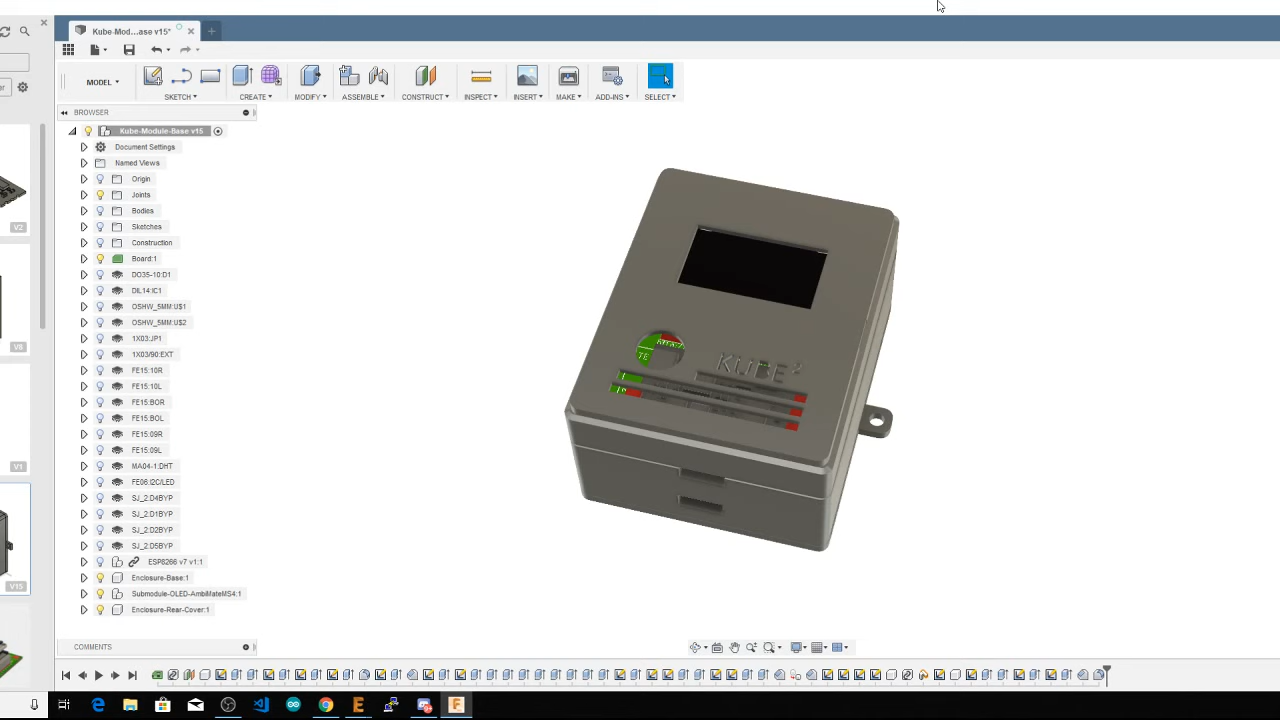 Kube-Mod...ase v15*
MODEL
SKETCH
CREATE
MODIFY
ASSEMBLE
CONSTRUCT
INSPECT
INSERT
MAKE
ADD-INS
SELECT
BROWSER
Kube-Module-Base v15
Document Settings
Named Views
Origin
Joints
Bodies
Sketches
Construction
Board:1
DO35-10:D1
DIL14:IC1
OSHW_5MM:U$1
OSHW_5MM:U$2
1X03:JP1
1X03/90:EXT
FE15:10R
FE15:10L
FE15:BOR
FE15:BOL
FE15:09R
FE15:09L
MA04-1:DHT
FE06:I2C/LED
SJ_2:D4BYP
SJ_2:D1BYP
SJ_2:D2BYP
SJ_2:D5BYP
ESP8266 v7 v1:1
Enclosure-Base:1
Submodule-OLED-AmbiMateMS4:1
Enclosure-Rear-Cover:1
COMMENTS
V2
V8
V1
V15
KUBE²
TE